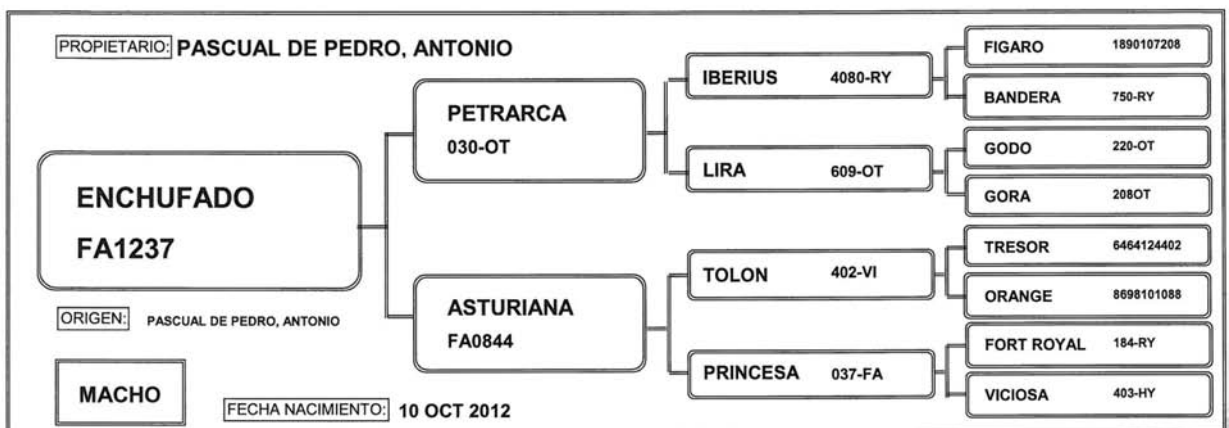 PROPIETARIO: PASCUAL DE PEDRO, ANTONIO
ENCHUFADO
FA1237
ORIGEN: PASCUAL DE PEDRO, ANTONIO
MACHO
FECHA NACIMIENTO: 10 OCT 2012
PETRARCA
030-OT
ASTURIANA
FA0844
IBERIUS 4080-RY
LIRA 609-OT
TOLON 402-VI
PRINCESA 037-FA
FIGARO 1890107208
BANDERA 750-RY
GODO 220-OT
GORA 208OT
TRESOR 6464124402
ORANGE 8698101088
FORT ROYAL 184-RY
VICIOSA 403-HY